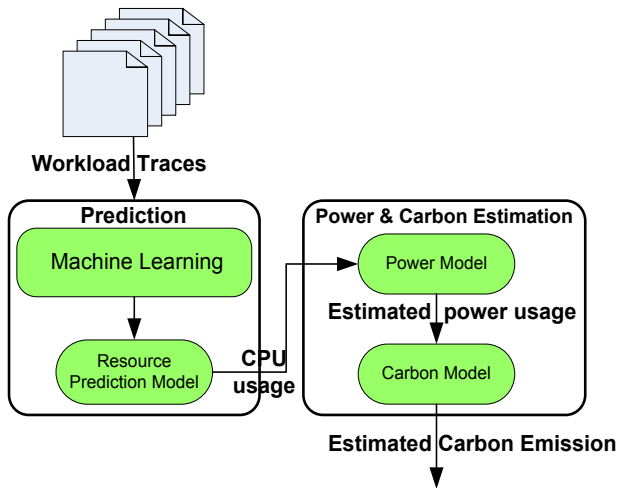 Workload Traces
Prediction
Machine Learning
Resource
Prediction Model
CPU
usage
Power & Carbon Estimation
Power Model
Estimated power usage
Carbon Model
Estimated Carbon Emission